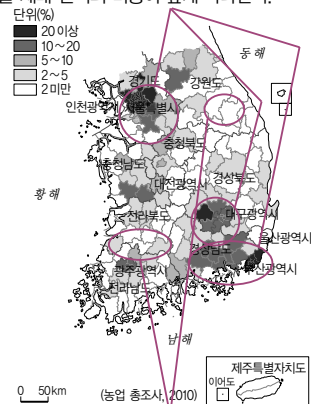 단위(%)
20 이상
10~20
5~10
2~5
2 미만
동해
경기도
강원도
인천광역시
서울특별시
충청북도
충청남도
대전광역시
경상북도
황해
전라북도
대구광역시
울산광역시
경상남도
부산광역시
광주광역시
전라남도
남해
제주특별자치도
이어도
0 50km
(농업 총조사, 2010)